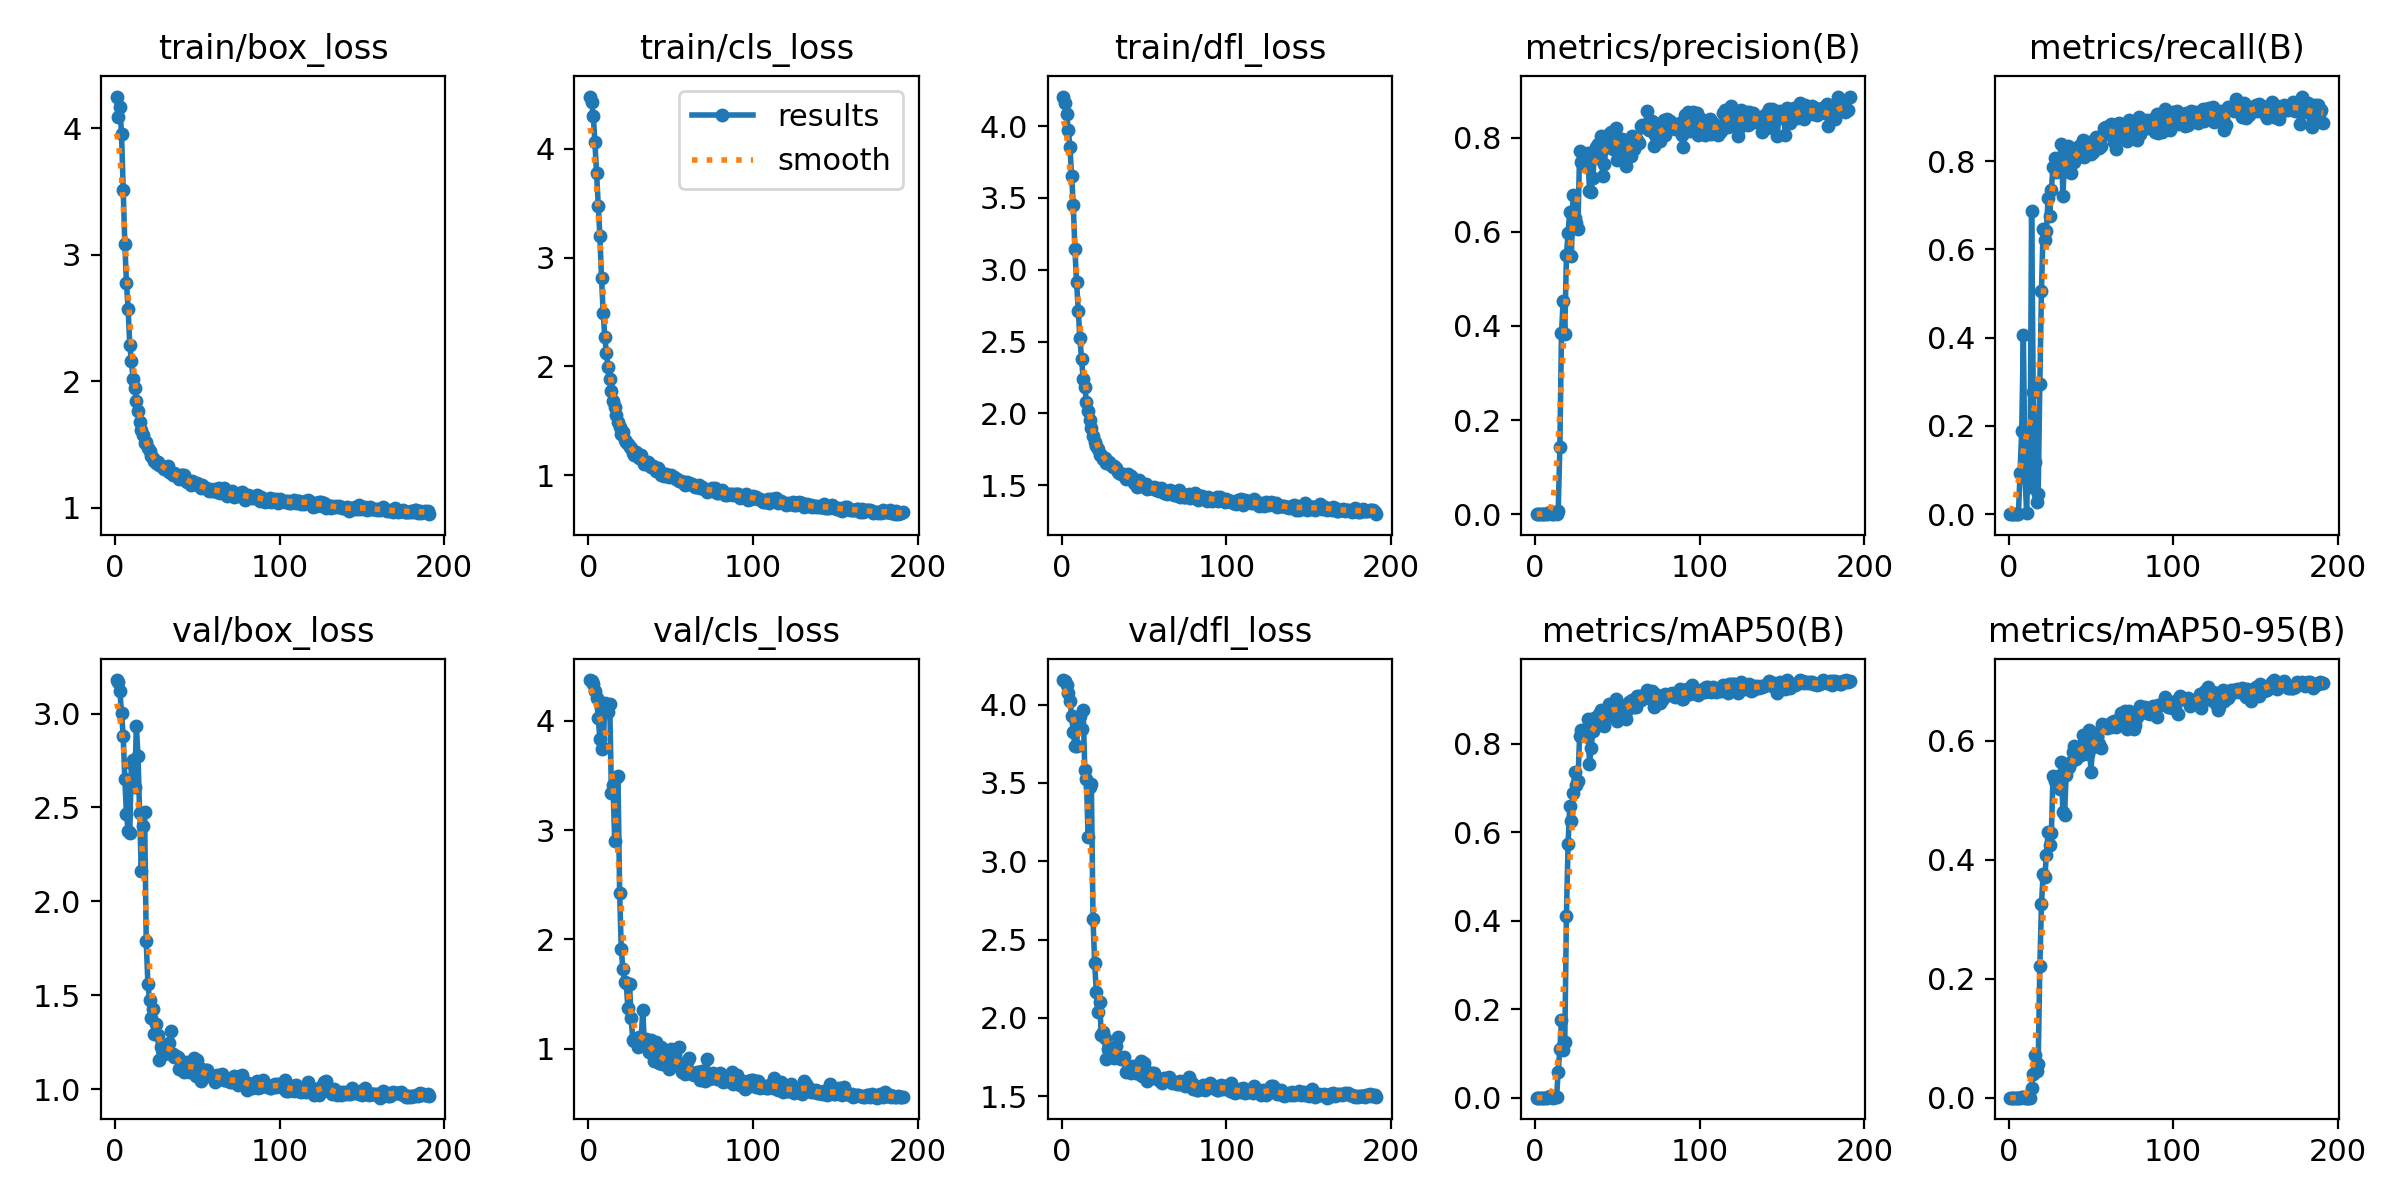 train/box_loss
4
3
2
1
0 100 200
train/cls_loss
results
smooth
4
3
2
1
0 100 200
train/dfl_loss
4.0
3.5
3.0
2.5
2.0
1.5
0 100 200
metrics/precision(B)
0.8
0.6
0.4
0.2
0.0
0 100 200
metrics/recall(B)
0.8
0.6
0.4
0.2
0.0
0 100 200
val/box_loss
3.0
2.5
2.0
1.5
1.0
0 100 200
val/cls_loss
4
3
2
1
0 100 200
val/dfl_loss
4.0
3.5
3.0
2.5
2.0
1.5
0 100 200
metrics/mAP50(B)
0.8
0.6
0.4
0.2
0.0
0 100 200
metrics/mAP50-95(B)
0.6
0.4
0.2
0.0
0 100 200